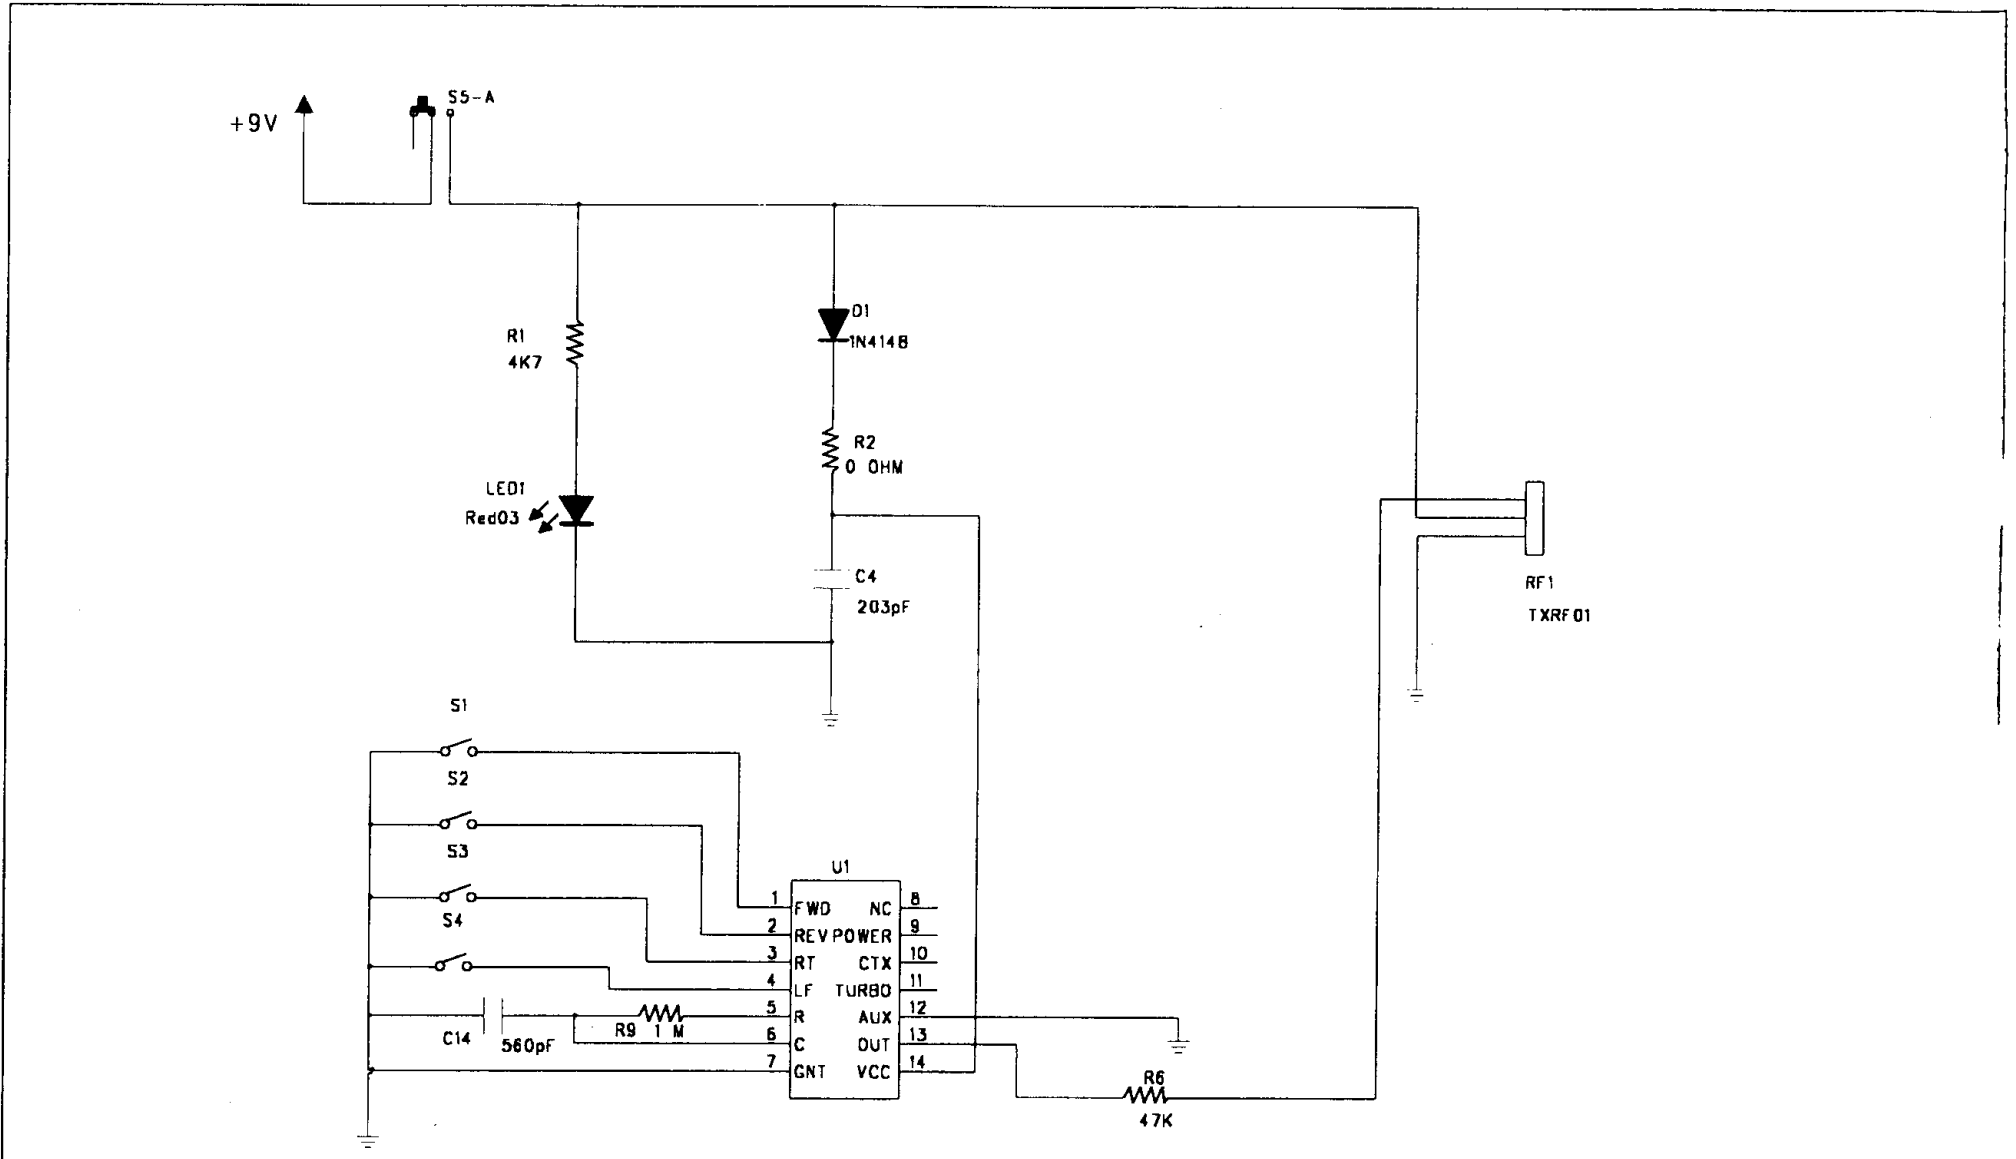 S5-A
+9V
D1
1N4148
R1
4K7
R2
0 OHM
LED1
Red03
C4
203pF
RF1
TXRF01
S1
S2
S3
S4
U1
1
FWD
NC
8
2
REV
POWER
9
3
RT
CTX
10
4
LF
TURBO
11
5
R
AUX
12
6
C
OUT
13
7
GNT
VCC
14
R9
1 M
C14
560pF
R6
47K